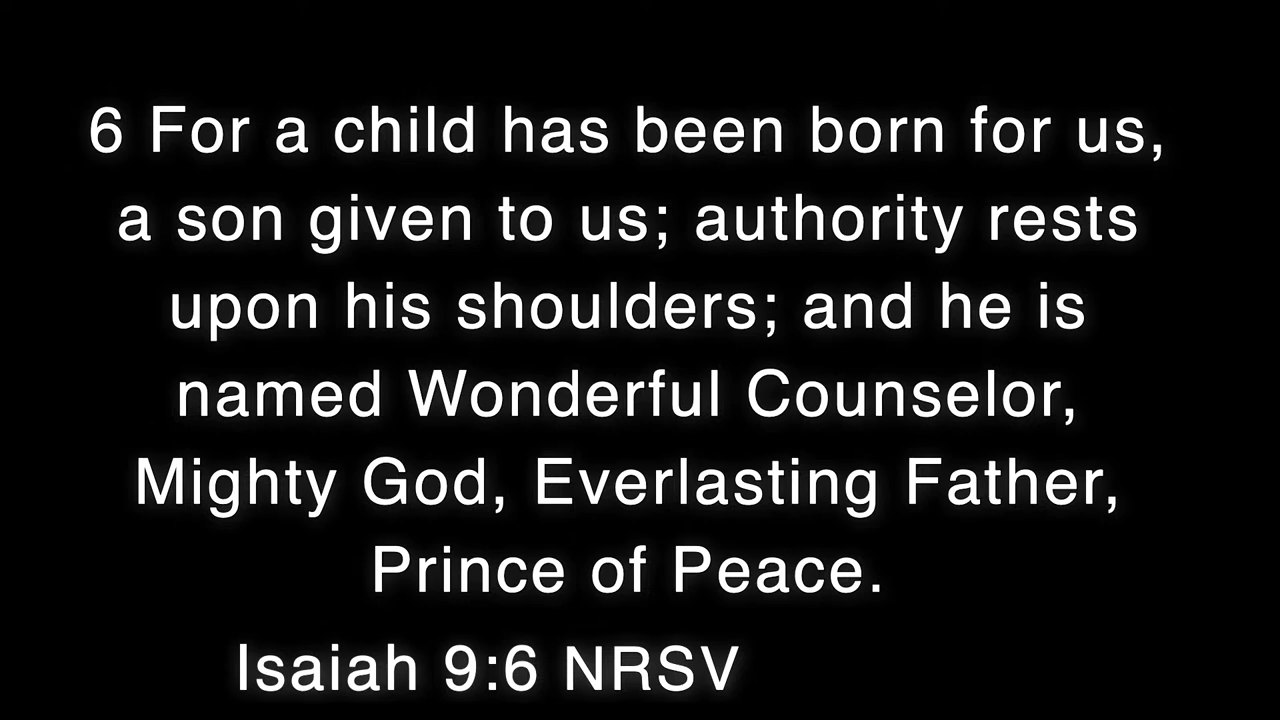 6 For a child has been born for us,
a son given to us; authority rests
upon his shoulders; and he is
named Wonderful Counselor,
Mighty God, Everlasting Father,
Prince of Peace.
Isaiah 9:6 NRSV